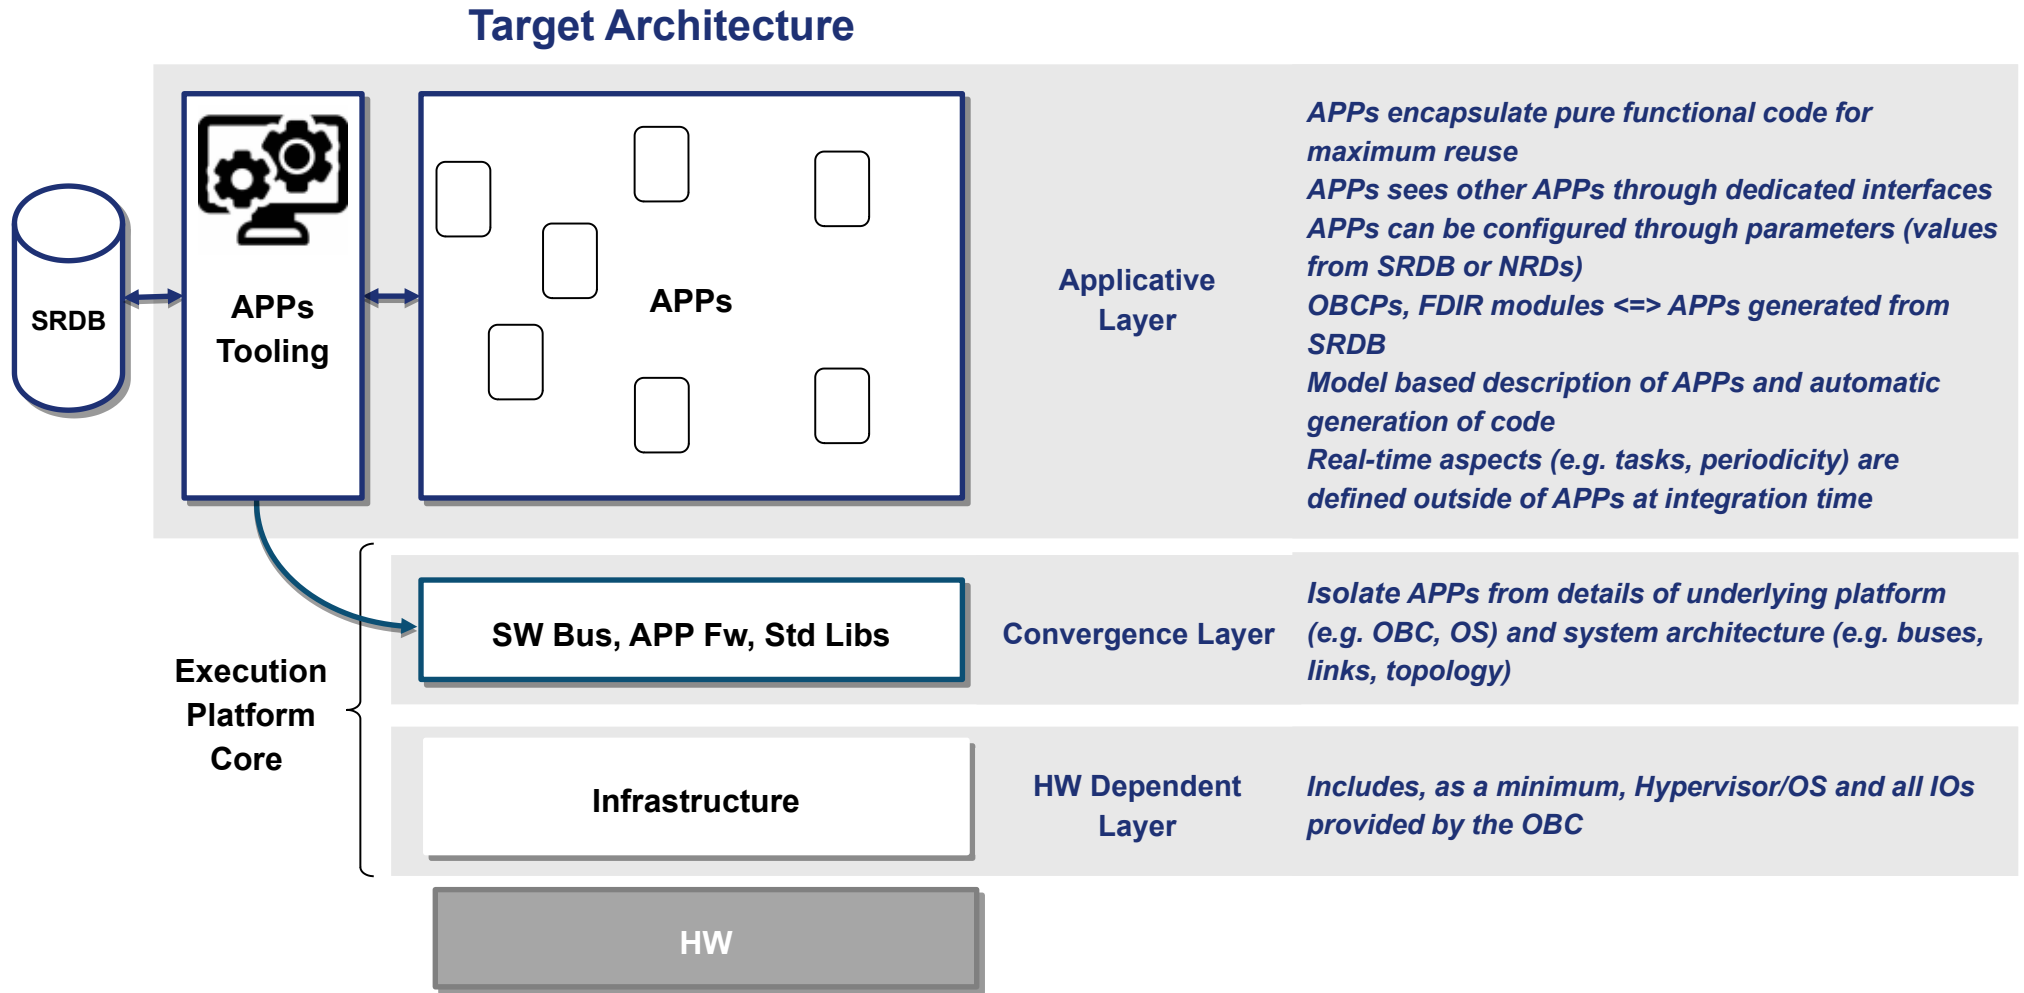 Target Architecture
SRDB
APPs
Tooling
APPs
Applicative
Layer
APPs encapsulate pure functional code for
maximum reuse
APPs sees other APPs through dedicated interfaces
APPs can be configured through parameters (values
from SRDB or NRDs)
OBCPs, FDIR modules <=> APPs generated from
SRDB
Model based description of APPs and automatic
generation of code
Real-time aspects (e.g. tasks, periodicity) are
defined outside of APPs at integration time
Execution
Platform
Core
SW Bus, APP Fw, Std Libs
Convergence Layer
Isolate APPs from details of underlying platform
(e.g. OBC, OS) and system architecture (e.g. buses,
links, topology)
Infrastructure
HW Dependent
Layer
Includes, as a minimum, Hypervisor/OS and all IOs
provided by the OBC
HW